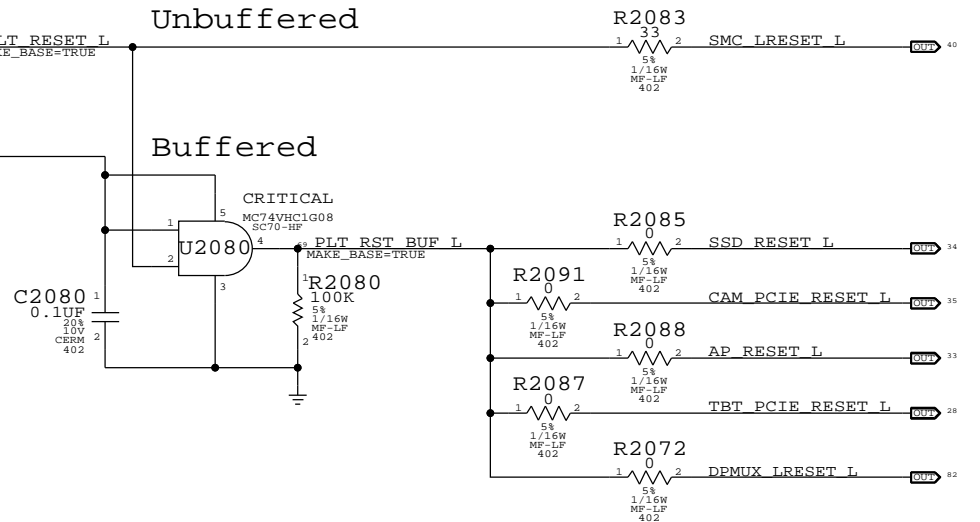 Unbuffered
R2083
33
LT_RESET_L
KE_BASE=TRUE
1
2
SMC_LRESET_L
OUT
40
5%
1/16W
MF-LF
402
Buffered
CRITICAL
MC74VHC1G08
SC70-HF
5
1
2
U2080
4
3
69
PLT_RST_BUF_L
MAKE_BASE=TRUE
C2080
1
0.1UF
20%
10V
CERM
402
2
1
R2080
100K
5%
1/16W
MF-LF
402
2
R2085
0
1
2
SSD_RESET_L
OUT
34
5%
1/16W
MF-LF
402
R2091
0
1
2
CAM_PCIE_RESET_L
OUT
35
5%
1/16W
MF-LF
402
R2088
0
1
2
AP_RESET_L
OUT
33
5%
1/16W
MF-LF
402
R2087
0
1
2
TBT_PCIE_RESET_L
OUT
28
5%
1/16W
MF-LF
402
R2072
0
1
2
DPMUX_LRESET_L
OUT
82
5%
1/16W
MF-LF
402